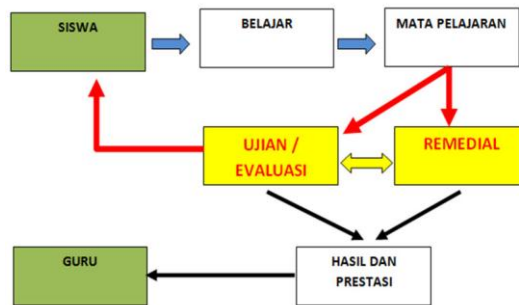 SISWA
BELAJAR
MATA PELAJARAN
UJIAN /
EVALUASI
REMEDIAL
GURU
HASIL DAN
PRESTASI